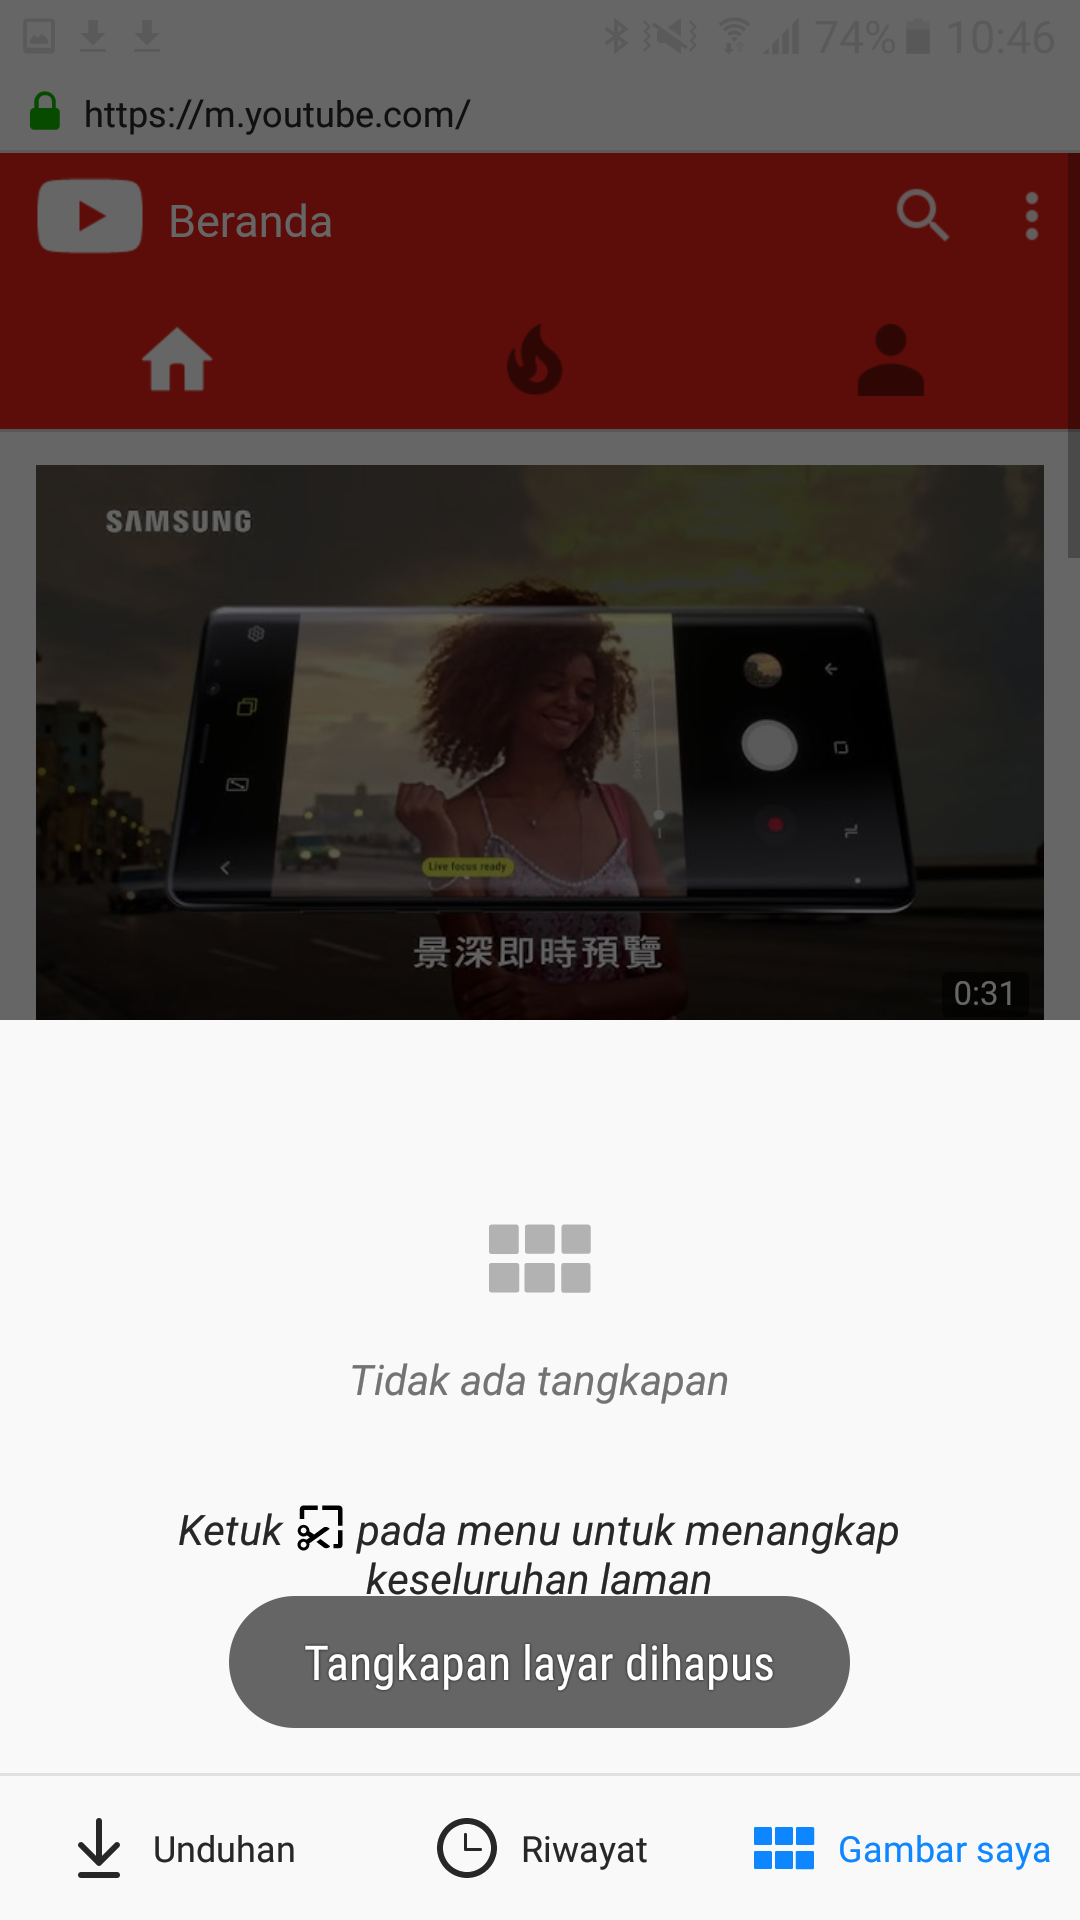 74% 10:46
https://m.youtube.com/
Beranda
SAMSUNG
Live focus ready
景深即時預覽
0:31
Tidak ada tangkapan
Ketuk pada menu untuk menangkap
keseluruhan laman
Tangkapan layar dihapus
Unduhan
Riwayat
Gambar saya